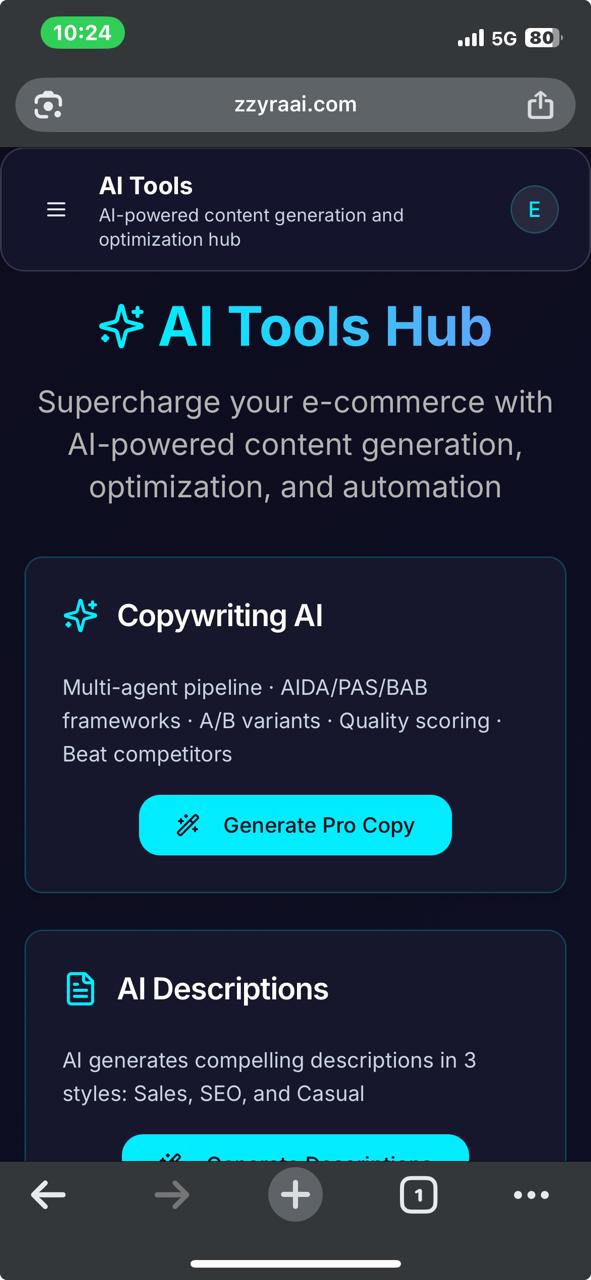 10:24
5G 80
zzyraai.com
AI Tools
AI-powered content generation and
optimization hub
E
AI Tools Hub
Supercharge your e-commerce with
AI-powered content generation,
optimization, and automation
Copywriting AI
Multi-agent pipeline · AIDA/PAS/BAB
frameworks · A/B variants · Quality scoring ·
Beat competitors
Generate Pro Copy
AI Descriptions
AI generates compelling descriptions in 3
styles: Sales, SEO, and Casual
Generate Descriptions
1